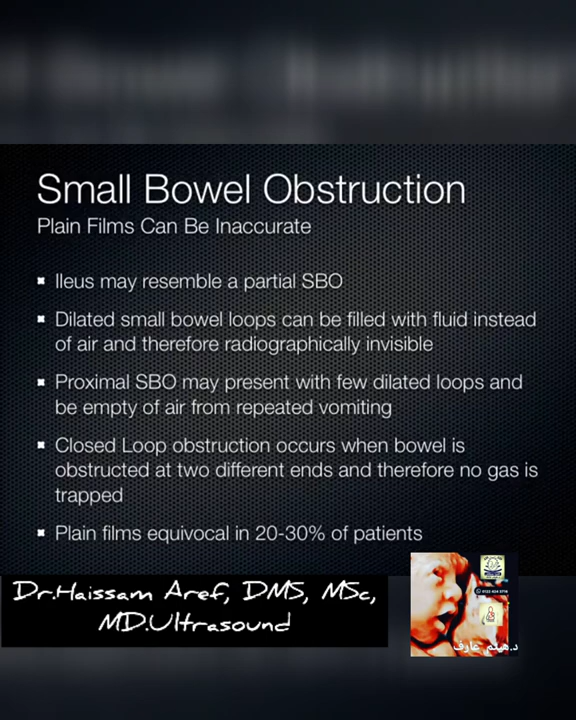 Small Bowel Obstruction
Plain Films Can Be Inaccurate
Ileus may resemble a partial SBO
Dilated small bowel loops can be filled with fluid instead
of air and therefore radiographically invisible
Proximal SBO may present with few dilated loops and
be empty of air from repeated vomiting
Closed Loop obstruction occurs when bowel is
obstructed at two different ends and therefore no gas is
trapped
Plain films equivocal in 20-30% of patients
Dr.Haissam Aref, DMS, MSc,
MD.Ultrasound
د.هيثم عارف